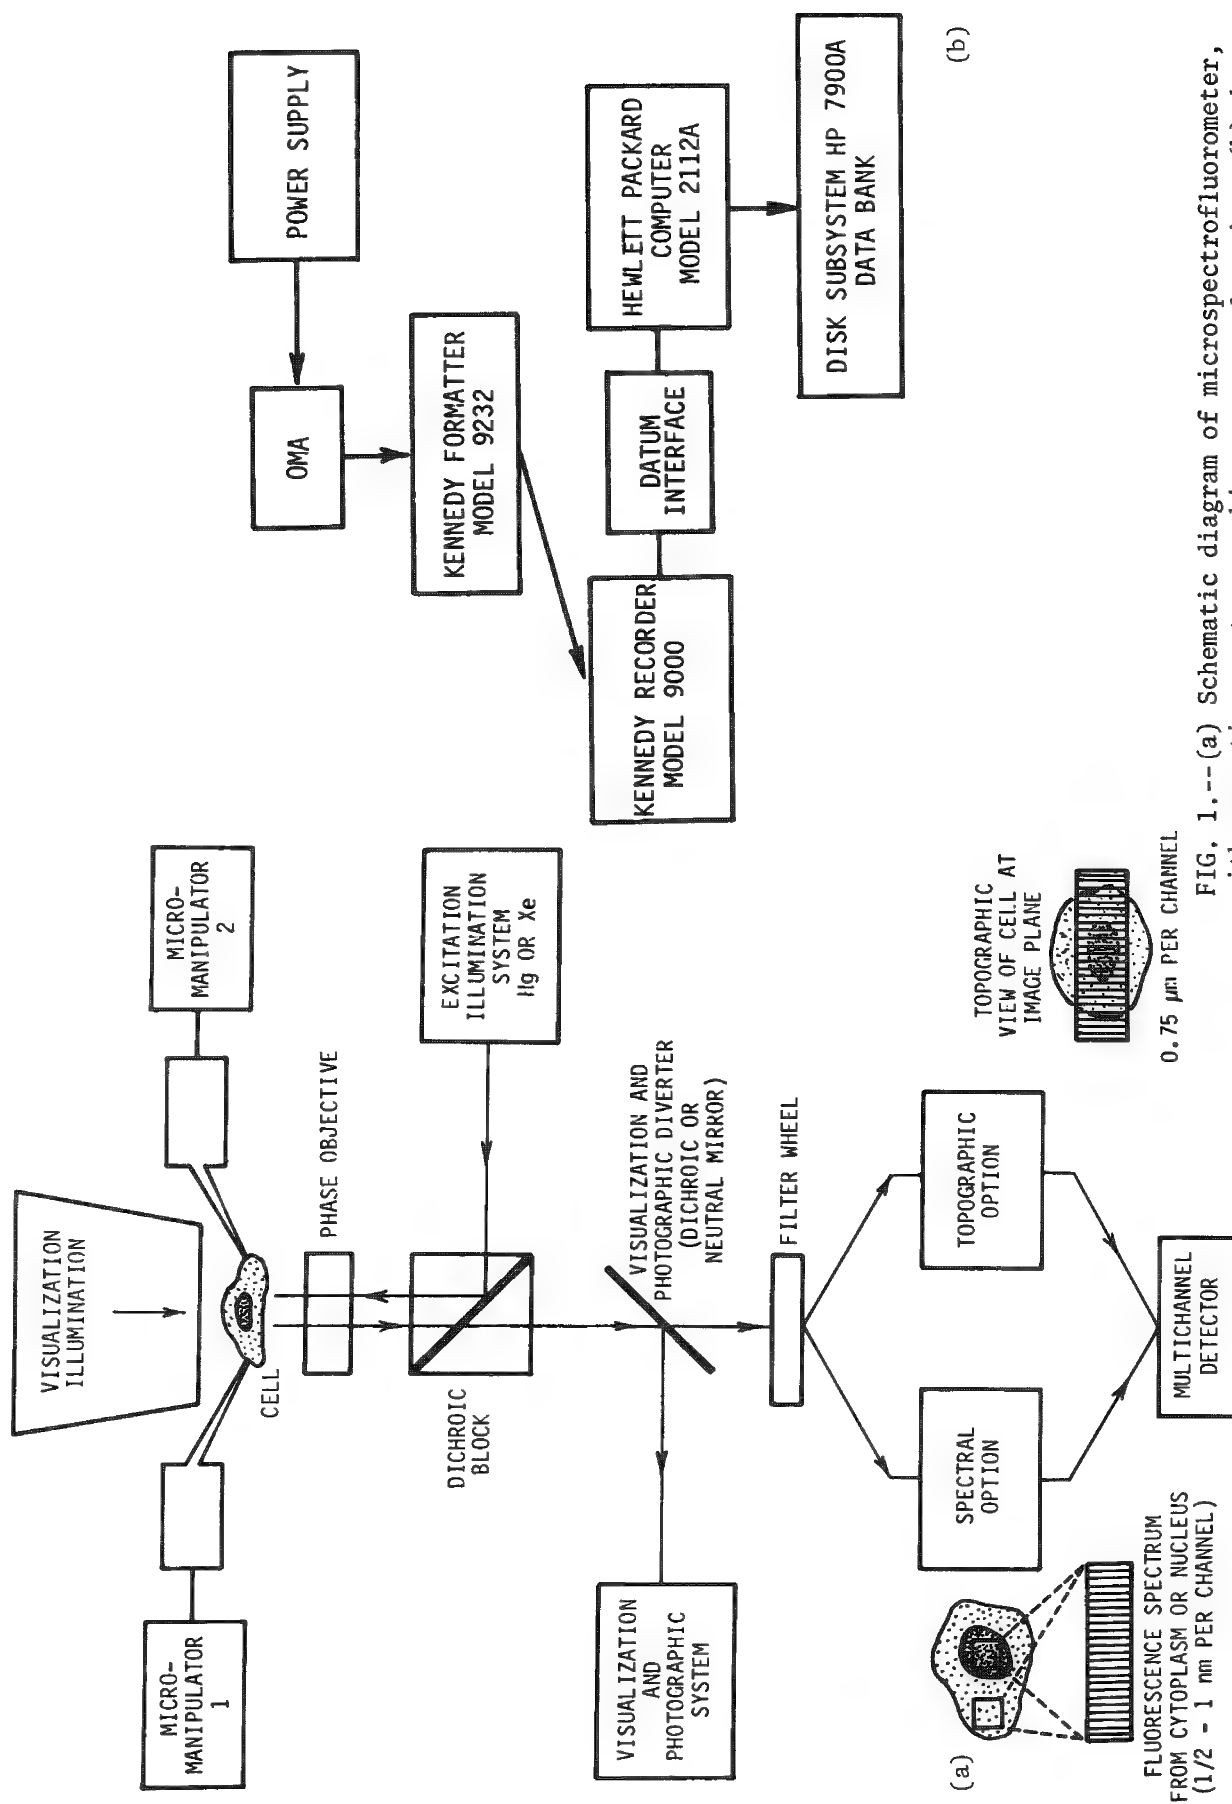 VISUALIZATION
ILLUMINATION
MICRO-
MANIPULATOR
1
MICRO-
MANIPULATOR
2
CELL
PHASE OBJECTIVE
DICHROIC
BLOCK
EXCITATION
ILLUMINATION
SYSTEM
Hg OR Xe
VISUALIZATION
AND
PHOTOGRAPHIC
SYSTEM
VISUALIZATION AND
PHOTOGRAPHIC DIVERTER
(DICHROIC OR
NEUTRAL MIRROR)
FILTER WHEEL
SPECTRAL
OPTION
TOPOGRAPHIC
OPTION
MULTICHANNEL
DETECTOR
(a)
FLUORESCENCE SPECTRUM
FROM CYTOPLASM OR NUCLEUS
(1/2 - 1 nm PER CHANNEL)
TOPOGRAPHIC
VIEW OF CELL AT
IMAGE PLANE
0.75 µm PER CHANNEL
POWER SUPPLY
OMA
KENNEDY FORMATTER
MODEL 9232
KENNEDY RECORDER
MODEL 9000
DATUM
INTERFACE
HEWLETT PACKARD
COMPUTER
MODEL 2112A
DISK SUBSYSTEM HP 7900A
DATA BANK
(b)
FIG. 1.--(a) Schematic diagram of microspectrofluorometer,